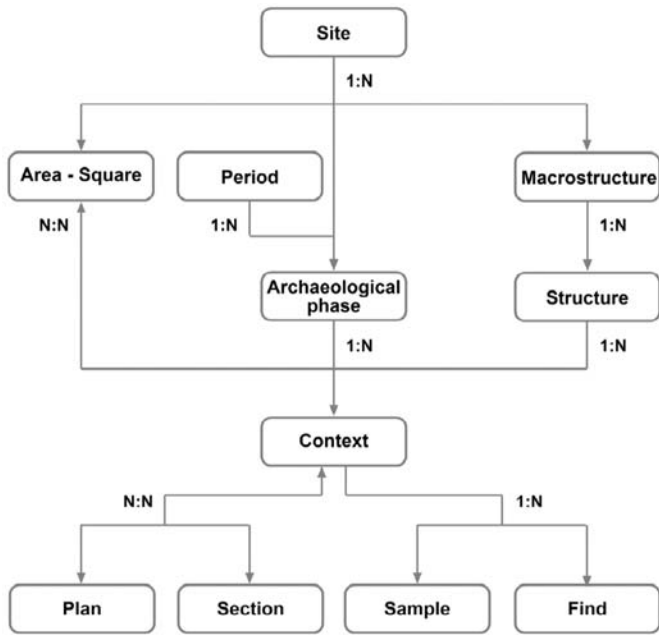 Site
1:N
Area - Square
Period
Macrostructure
N:N
1:N
1:N
Archaeological
phase
Structure
1:N
1:N
Context
N:N
1:N
Plan
Section
Sample
Find